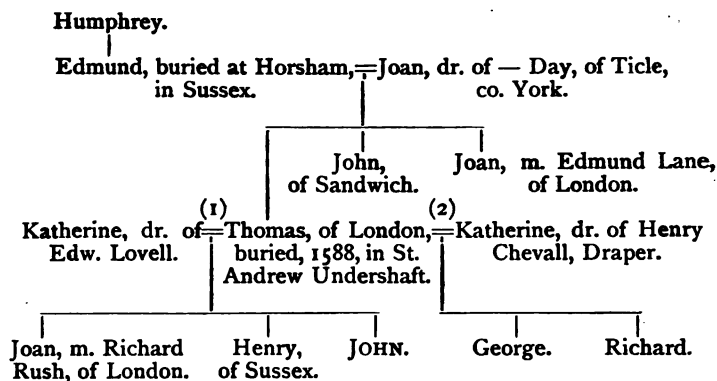 Humphrey.
Edmund, buried at Horsham,=Joan, dr. of — Day, of Ticle,
in Sussex. co. York.
John, Joan, m. Edmund Lane,
of Sandwich. of London.
(1) (2)
Katherine, dr. of=Thomas, of London,=Katherine, dr. of Henry
Edw. Lovell. buried, 1588, in St. Chevall, Draper.
Andrew Undershaft.
Joan, m. Richard Henry, JOHN. George. Richard.
Rush, of London. of Sussex.